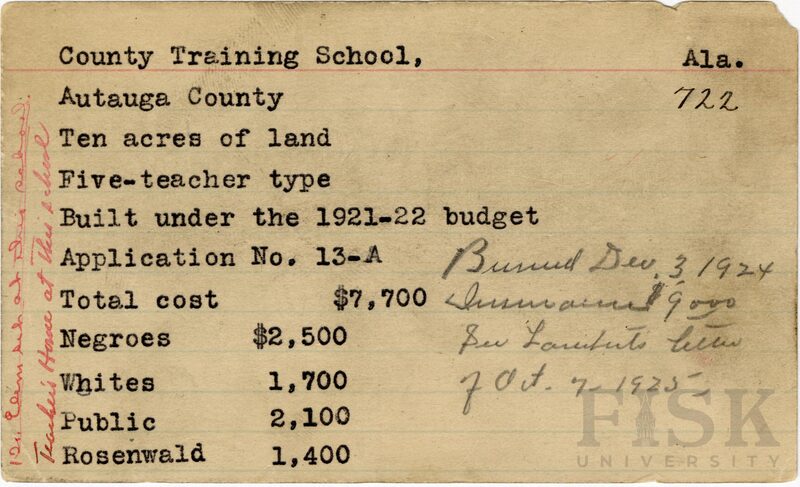 County Training School, Ala.
Autauga County 722
Ten acres of land
Five-teacher type
Built under the 1921-22 budget
Application No. 13-A
Total cost $7,700
Negroes $2,500
Whites 1,700
Public 2,100
Rosenwald 1,400
Burned Dec. 3 1924
Insurance $9000
See Lambert's letter
of Oct. 7 1925
at this school.
Teacher's Home at this school
FISK
UNIVERSITY